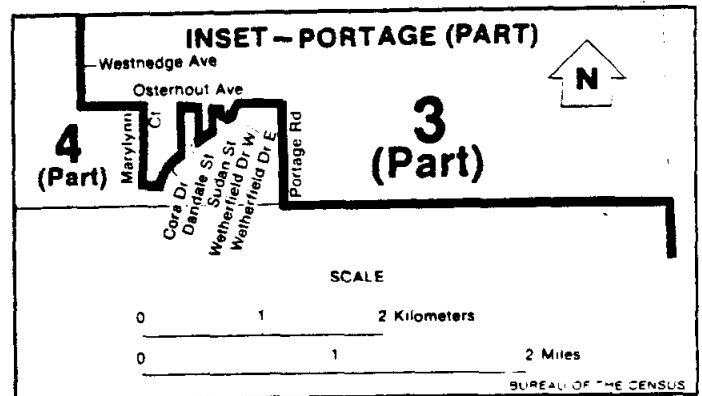 INSET - PORTAGE (PART)
Westnedge Ave
Osterhout Ave
N
4
(Part)
Marylynn Ct
3
(Part)
Cora Dr
Dandale St
Sudan St
Wetherfield Dr W
Wetherfield Dr E
Portage Rd
SCALE
0 1 2 Kilometers
0 1 2 Miles
BUREAU OF THE CENSUS